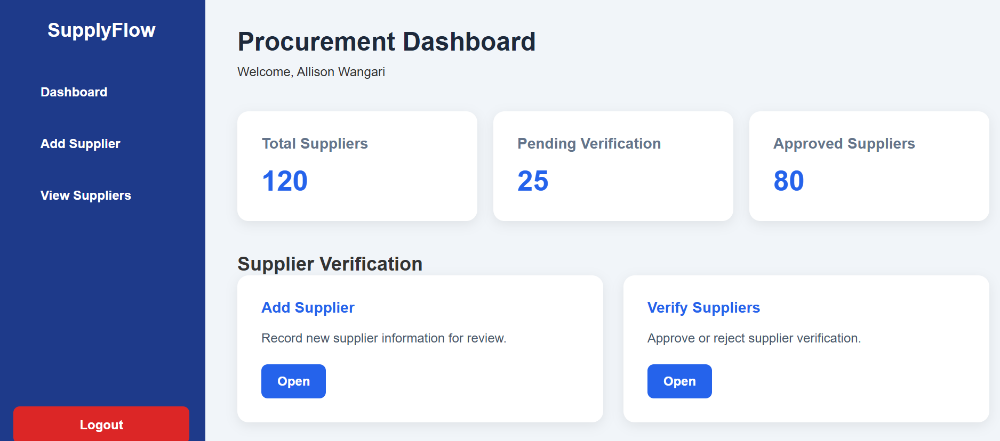 SupplyFlow
Dashboard
Add Supplier
View Suppliers
Logout
Procurement Dashboard
Welcome, Allison Wangari
Total Suppliers
120
Pending Verification
25
Approved Suppliers
80
Supplier Verification
Add Supplier
Record new supplier information for review.
Open
Verify Suppliers
Approve or reject supplier verification.
Open